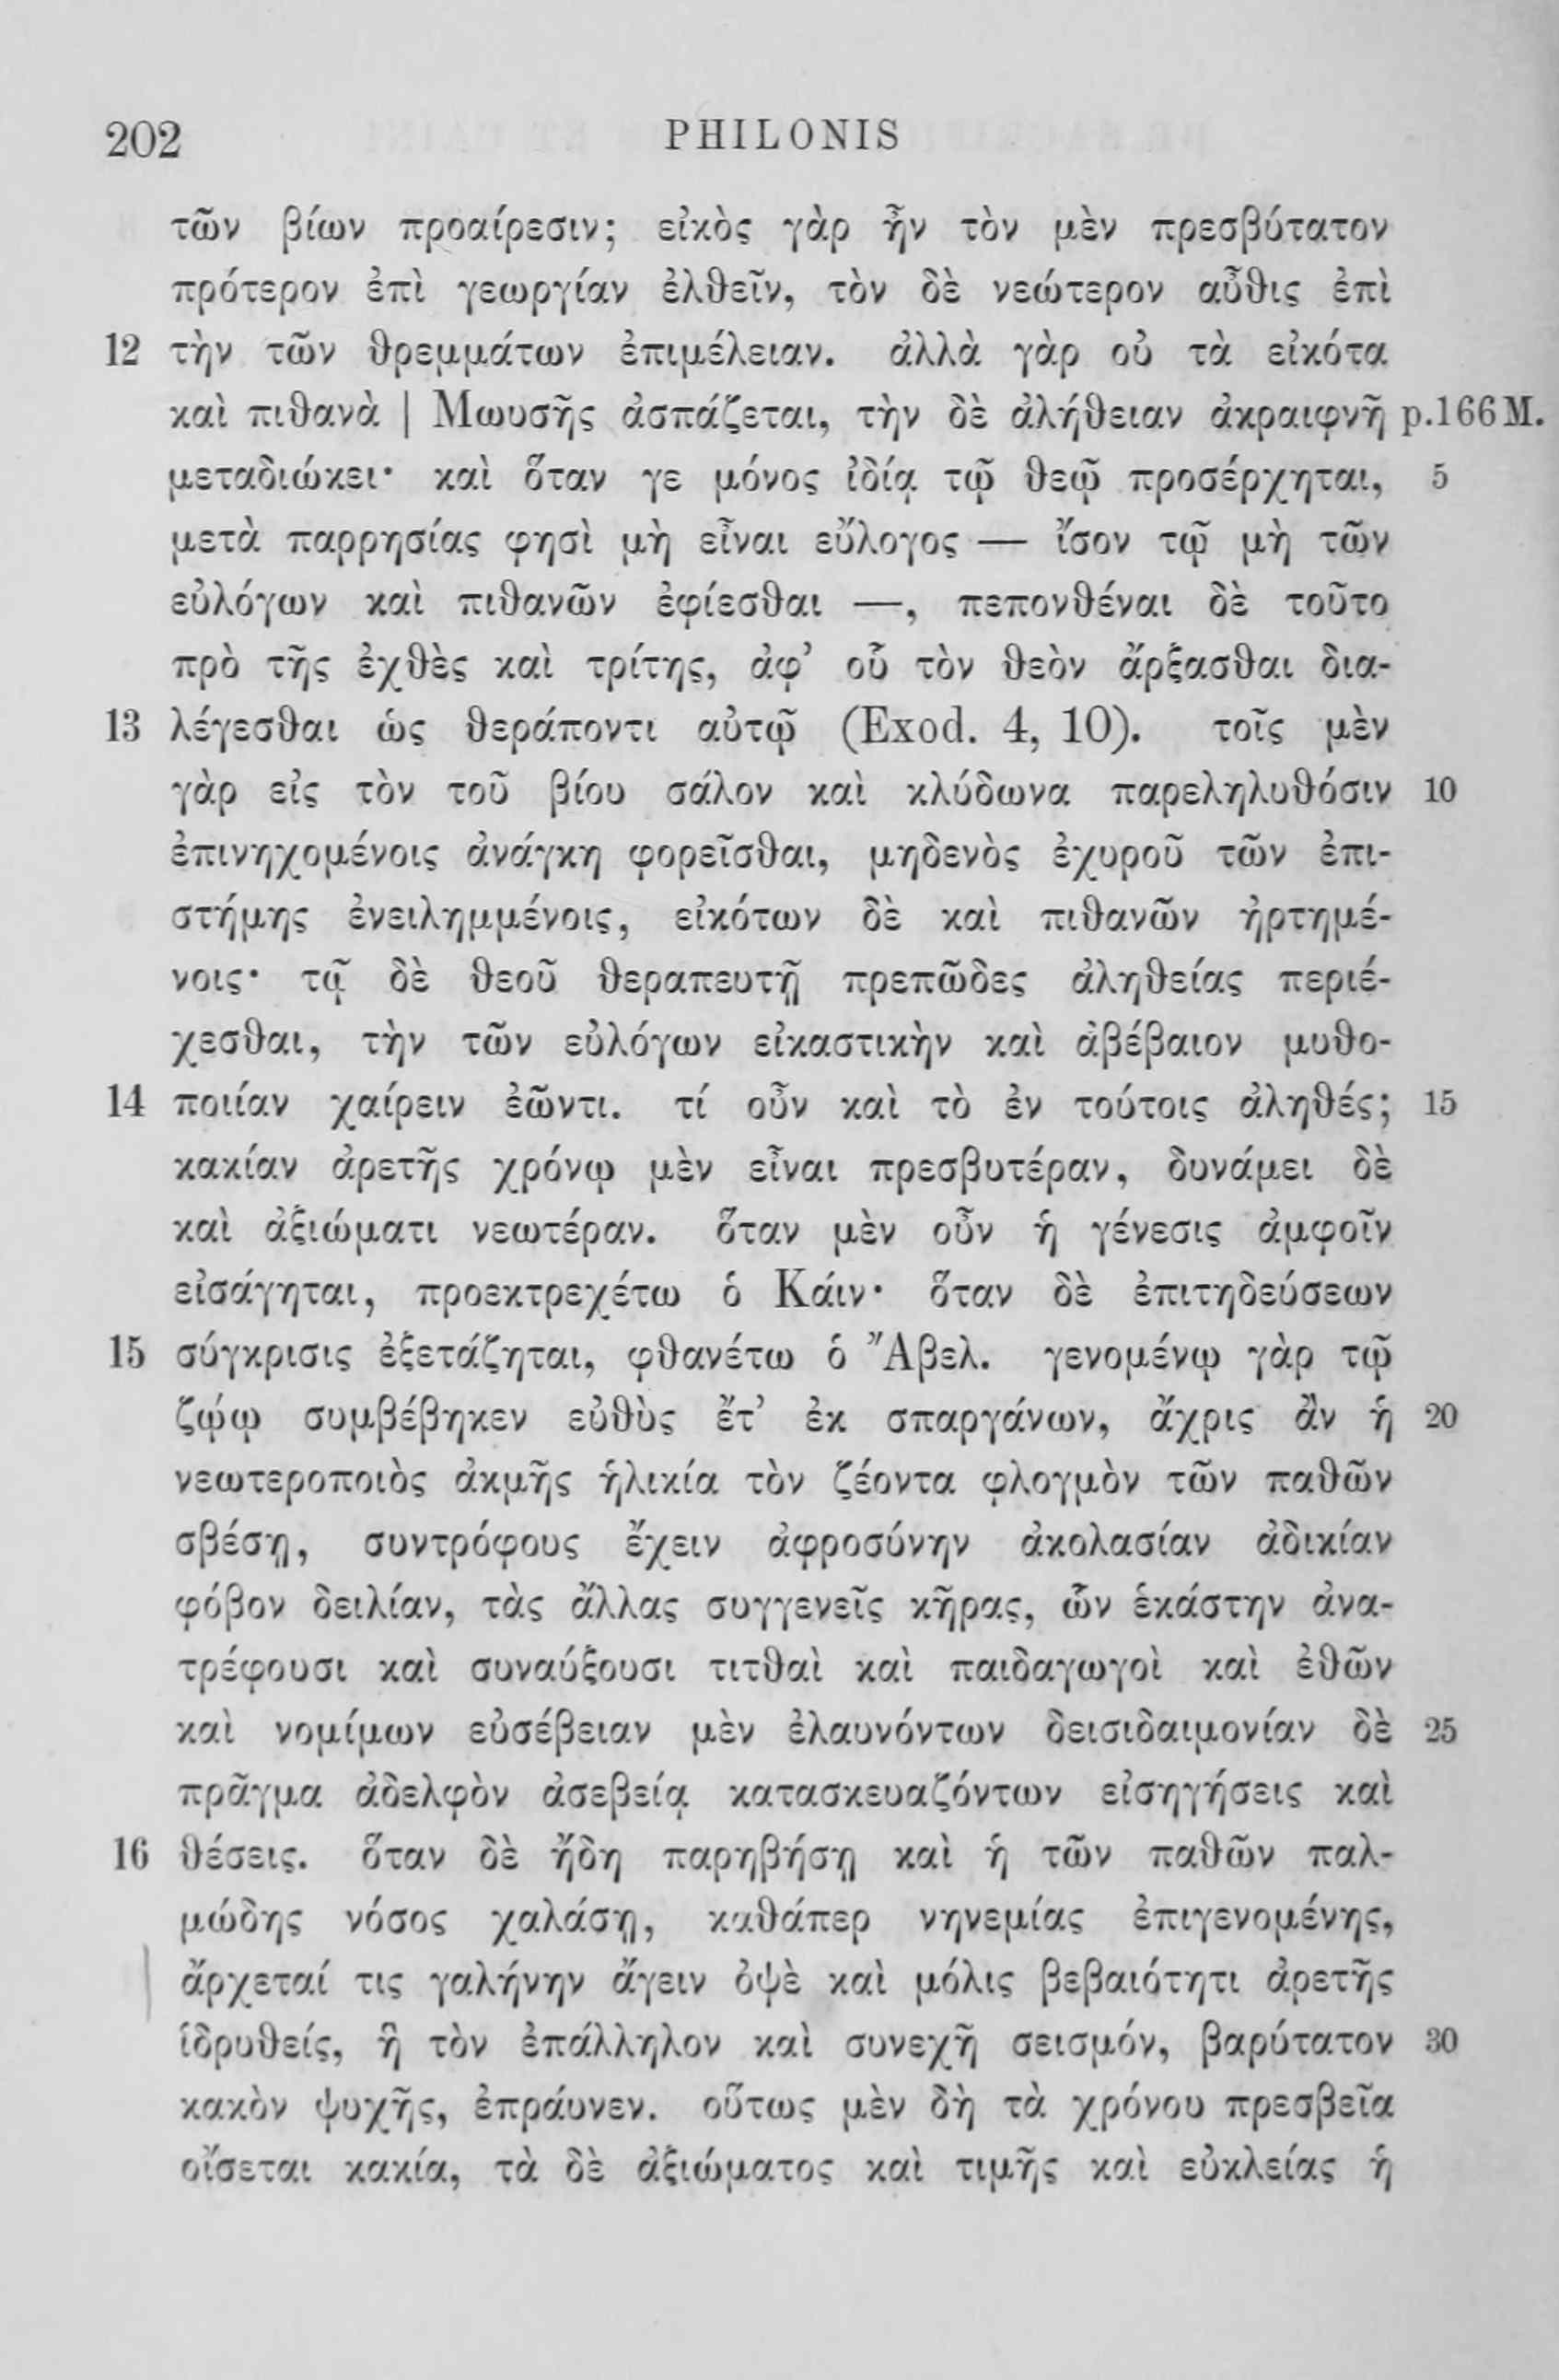 202 PHILONIS
τῶν βίων προαίρεσιν; εἰκὸς γὰρ ἦν τὸν μὲν πρεσβύτατον
πρότερον ἐπὶ γεωργίαν ἐλθεῖν, τὸν δὲ νεώτερον αὖθις ἐπὶ
12 τὴν τῶν θρεμμάτων ἐπιμέλειαν. ἀλλὰ γὰρ οὐ τὰ εἰκότα
καὶ πιθανὰ | Μωυσῆς ἀσπάζεται, τὴν δὲ ἀλήθειαν ἀκραιφνῆ p.166 M.
μεταδιώκει· καὶ ὅταν γε μόνος ἰδίᾳ τῷ θεῷ προσέρχηται, 5
μετὰ παρρησίας φησὶ μὴ εἶναι εὔλογος — ἴσον τῷ μὴ τῶν
εὐλόγων καὶ πιθανῶν ἐφίεσθαι —, πεπονθέναι δὲ τοῦτο
πρὸ τῆς ἐχθὲς καὶ τρίτης, ἀφ’ οὗ τὸν θεὸν ἄρξασθαι δια-
13 λέγεσθαι ὡς θεράποντι αὐτῷ (Exod. 4, 10). τοῖς μὲν
γὰρ εἰς τὸν τοῦ βίου σάλον καὶ κλύδωνα παρεληλυθόσιν 10
ἐπινηχομένοις ἀνάγκη φορεῖσθαι, μηδενὸς ἐχυροῦ τῶν ἐπι-
στήμης ἐνειλημμένοις, εἰκότων δὲ καὶ πιθανῶν ἠρτημέ-
νοις· τῷ δὲ θεοῦ θεραπευτῇ πρεπῶδες ἀληθείας περιέ-
χεσθαι, τὴν τῶν εὐλόγων εἰκαστικὴν καὶ ἀβέβαιον μυθο-
14 ποιίαν χαίρειν ἐῶντι. τί οὖν καὶ τὸ ἐν τούτοις ἀληθές; 15
κακίαν ἀρετῆς χρόνῳ μὲν εἶναι πρεσβυτέραν, δυνάμει δὲ
καὶ ἀξιώματι νεωτέραν. ὅταν μὲν οὖν ἡ γένεσις ἀμφοῖν
εἰσάγηται, προεκτρεχέτω ὁ Κάιν· ὅταν δὲ ἐπιτηδεύσεων
15 σύγκρισις ἐξετάζηται, φθανέτω ὁ Ἄβελ. γενομένῳ γὰρ τῷ
ζῴῳ συμβέβηκεν εὐθὺς ἔτ’ ἐκ σπαργάνων, ἄχρις ἂν ἡ 20
νεωτεροποιὸς ἀκμῆς ἡλικία τὸν ζέοντα φλογμὸν τῶν παθῶν
σβέσῃ, συντρόφους ἔχειν ἀφροσύνην ἀκολασίαν ἀδικίαν
φόβον δειλίαν, τὰς ἄλλας συγγενεῖς κῆρας, ὧν ἑκάστην ἀνα-
τρέφουσι καὶ συναύξουσι τιτθαὶ καὶ παιδαγωγοὶ καὶ ἐθῶν
καὶ νομίμων εὐσέβειαν μὲν ἐλαυνόντων δεισιδαιμονίαν δὲ 25
πρᾶγμα ἀδελφὸν ἀσεβείᾳ κατασκευαζόντων εἰσηγήσεις καὶ
16 θέσεις. ὅταν δὲ ἤδη παρηβήσῃ καὶ ἡ τῶν παθῶν παλ-
μώδης νόσος χαλάσῃ, καθάπερ νηνεμίας ἐπιγενομένης,
ἄρχεταί τις γαλήνην ἄγειν ὀψὲ καὶ μόλις βεβαιότητι ἀρετῆς
ἱδρυθείς, ἣ τὸν ἐπάλληλον καὶ συνεχῆ σεισμόν, βαρύτατον 30
κακὸν ψυχῆς, ἐπράυνεν. οὕτως μὲν δὴ τὰ χρόνου πρεσβεῖα
οἴσεται κακία, τὰ δὲ ἀξιώματος καὶ τιμῆς καὶ εὐκλείας ἡ